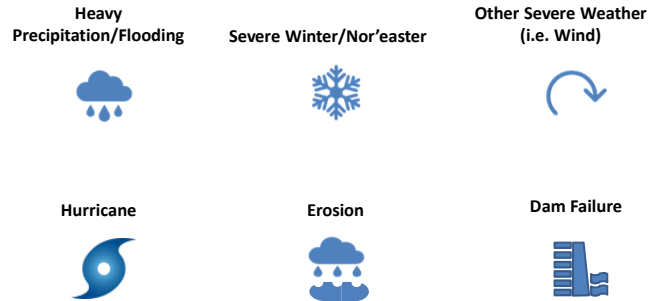 Heavy
Precipitation/Flooding
Severe Winter/Nor’easter
Other Severe Weather
(i.e. Wind)
Hurricane
Erosion
Dam Failure